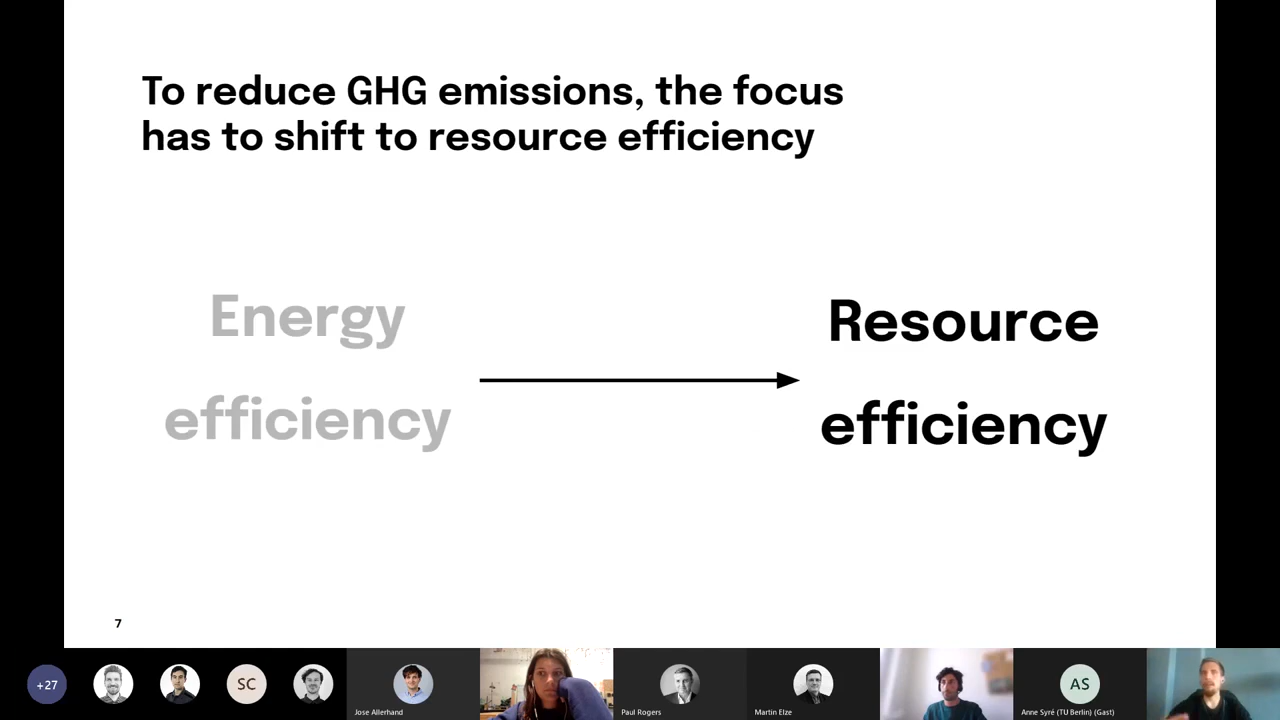 To reduce GHG emissions, the focus
has to shift to resource efficiency
Energy
efficiency
Resource
efficiency
7
+27
SC
Jose Allerhand
Paul Rogers
Martin Elze
AS
Anne Syré (TU Berlin) (Gast)